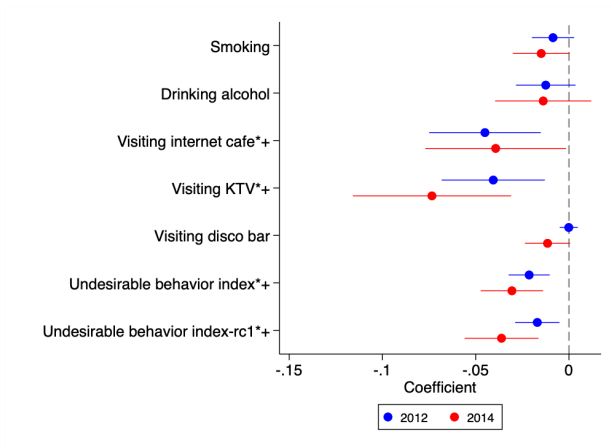 Smoking
Drinking alcohol
Visiting internet cafe*+
Visiting KTV*+
Visiting disco bar
Undesirable behavior index*+
Undesirable behavior index-rc1*+
-.15 -.1 -.05 0
Coefficient
2012 2014